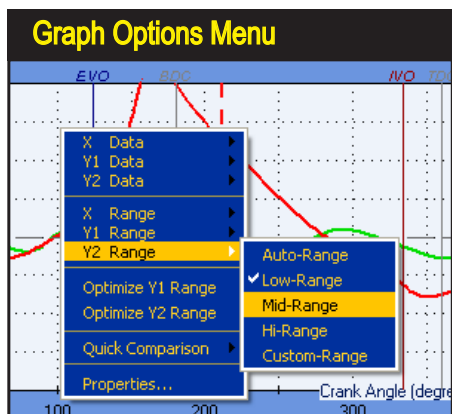 Graph Options Menu
EVO BDC IVO TDC
X Data
Y1 Data
Y2 Data
X Range
Y1 Range
Y2 Range
Optimize Y1 Range
Optimize Y2 Range
Quick Comparison
Properties...
Auto-Range
Low-Range
Mid-Range
Hi-Range
Custom-Range
Crank Angle (degre
100 200 300